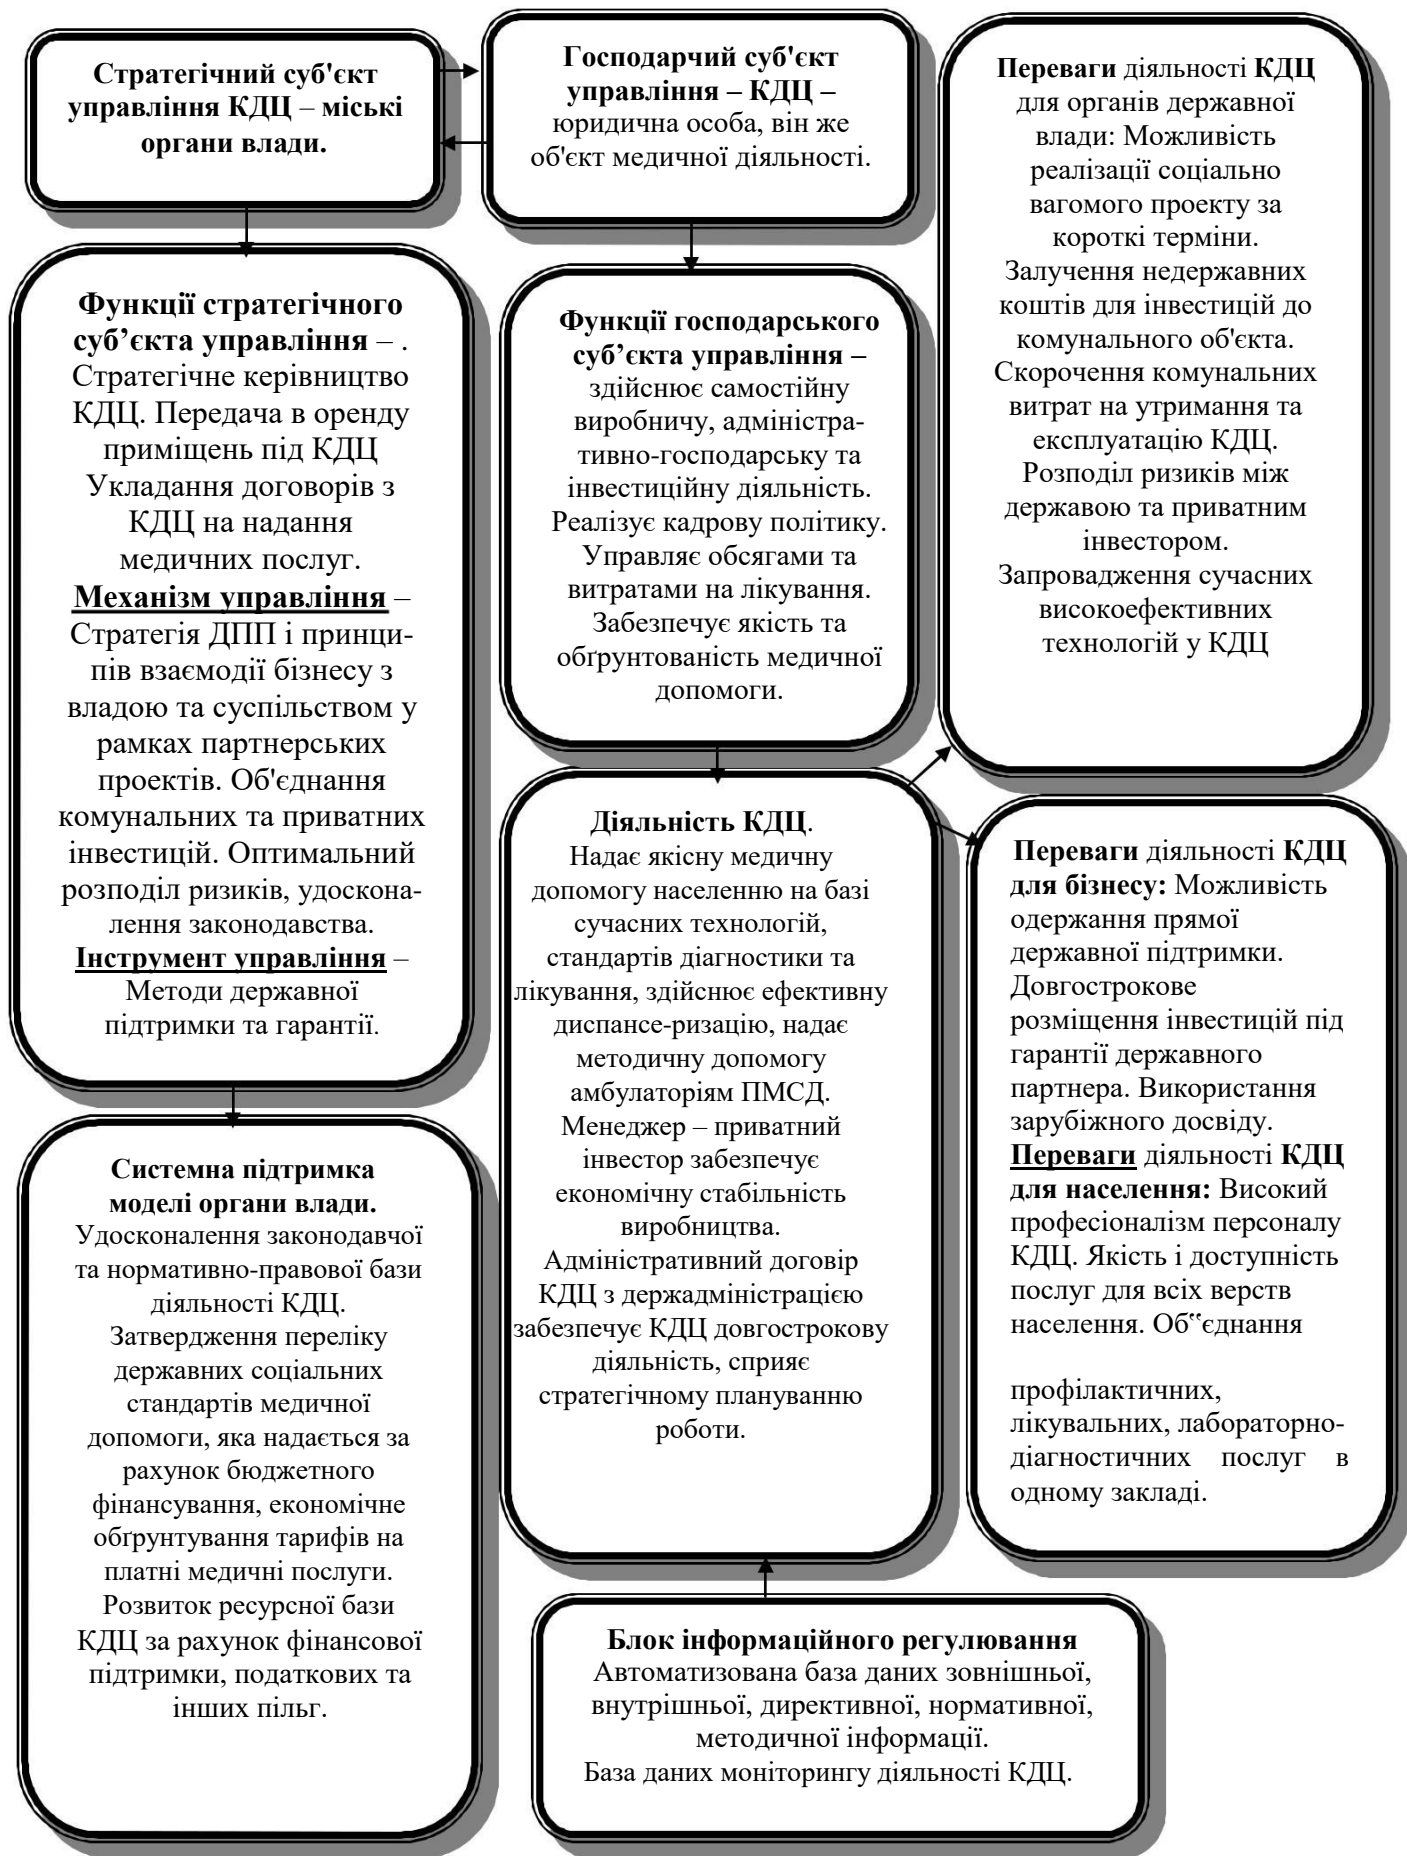 Стратегічний суб'єкт
управління КДЦ – міські
органи влади.
Господарчий суб'єкт
управління – КДЦ –
юридична особа, він же
об'єкт медичної діяльності.
Переваги діяльності КДЦ
для органів державної
влади: Можливість
реалізації соціально
вагомого проекту за
короткі терміни.
Залучення недержавних
коштів для інвестицій до
комунального об'єкта.
Скорочення комунальних
витрат на утримання та
експлуатацію КДЦ.
Розподіл ризиків між
державою та приватним
інвестором.
Запровадження сучасних
високоефективних
технологій у КДЦ
Функції стратегічного
суб’єкта управління – .
Стратегічне керівництво
КДЦ. Передача в оренду
приміщень під КДЦ
Укладання договорів з
КДЦ на надання
медичних послуг.
Механізм управління –
Стратегія ДПП і принци-
пів взаємодії бізнесу з
владою та суспільством у
рамках партнерських
проектів. Об'єднання
комунальних та приватних
інвестицій. Оптимальний
розподіл ризиків, удоскона-
лення законодавства.
Інструмент управління –
Методи державної
підтримки та гарантії.
Функції господарського
суб’єкта управління –
здійснює самостійну
виробничу, адміністра-
тивно-господарську та
інвестиційну діяльність.
Реалізує кадрову політику.
Управляє обсягами та
витратами на лікування.
Забезпечує якість та
обґрунтованість медичної
допомоги.
Діяльність КДЦ.
Надає якісну медичну
допомогу населенню на базі
сучасних технологій,
стандартів діагностики та
лікування, здійснює ефективну
диспансе-ризацію, надає
методичну допомогу
амбулаторіям ПМСД.
Менеджер – приватний
інвестор забезпечує
економічну стабільність
виробництва.
Адміністративний договір
КДЦ з держадміністрацією
забезпечує КДЦ довгострокову
діяльність, сприяє
стратегічному плануванню
роботи.
Переваги діяльності КДЦ
для бізнесу: Можливість
одержання прямої
державної підтримки.
Довгострокове
розміщення інвестицій під
гарантії державного
партнера. Використання
зарубіжного досвіду.
Переваги діяльності КДЦ
для населення: Високий
професіоналізм персоналу
КДЦ. Якість і доступність
послуг для всіх верств
населення. Об‟єднання
профілактичних,
лікувальних, лабораторно-
діагностичних послуг в
одному закладі.
Системна підтримка
моделі органи влади.
Удосконалення законодавчої
та нормативно-правової бази
діяльності КДЦ.
Затвердження переліку
державних соціальних
стандартів медичної
допомоги, яка надається за
рахунок бюджетного
фінансування, економічне
обґрунтування тарифів на
платні медичні послуги.
Розвиток ресурсної бази
КДЦ за рахунок фінансової
підтримки, податкових та
інших пільг.
Блок інформаційного регулювання
Автоматизована база даних зовнішньої,
внутрішньої, директивної, нормативної,
методичної інформації.
База даних моніторингу діяльності КДЦ.